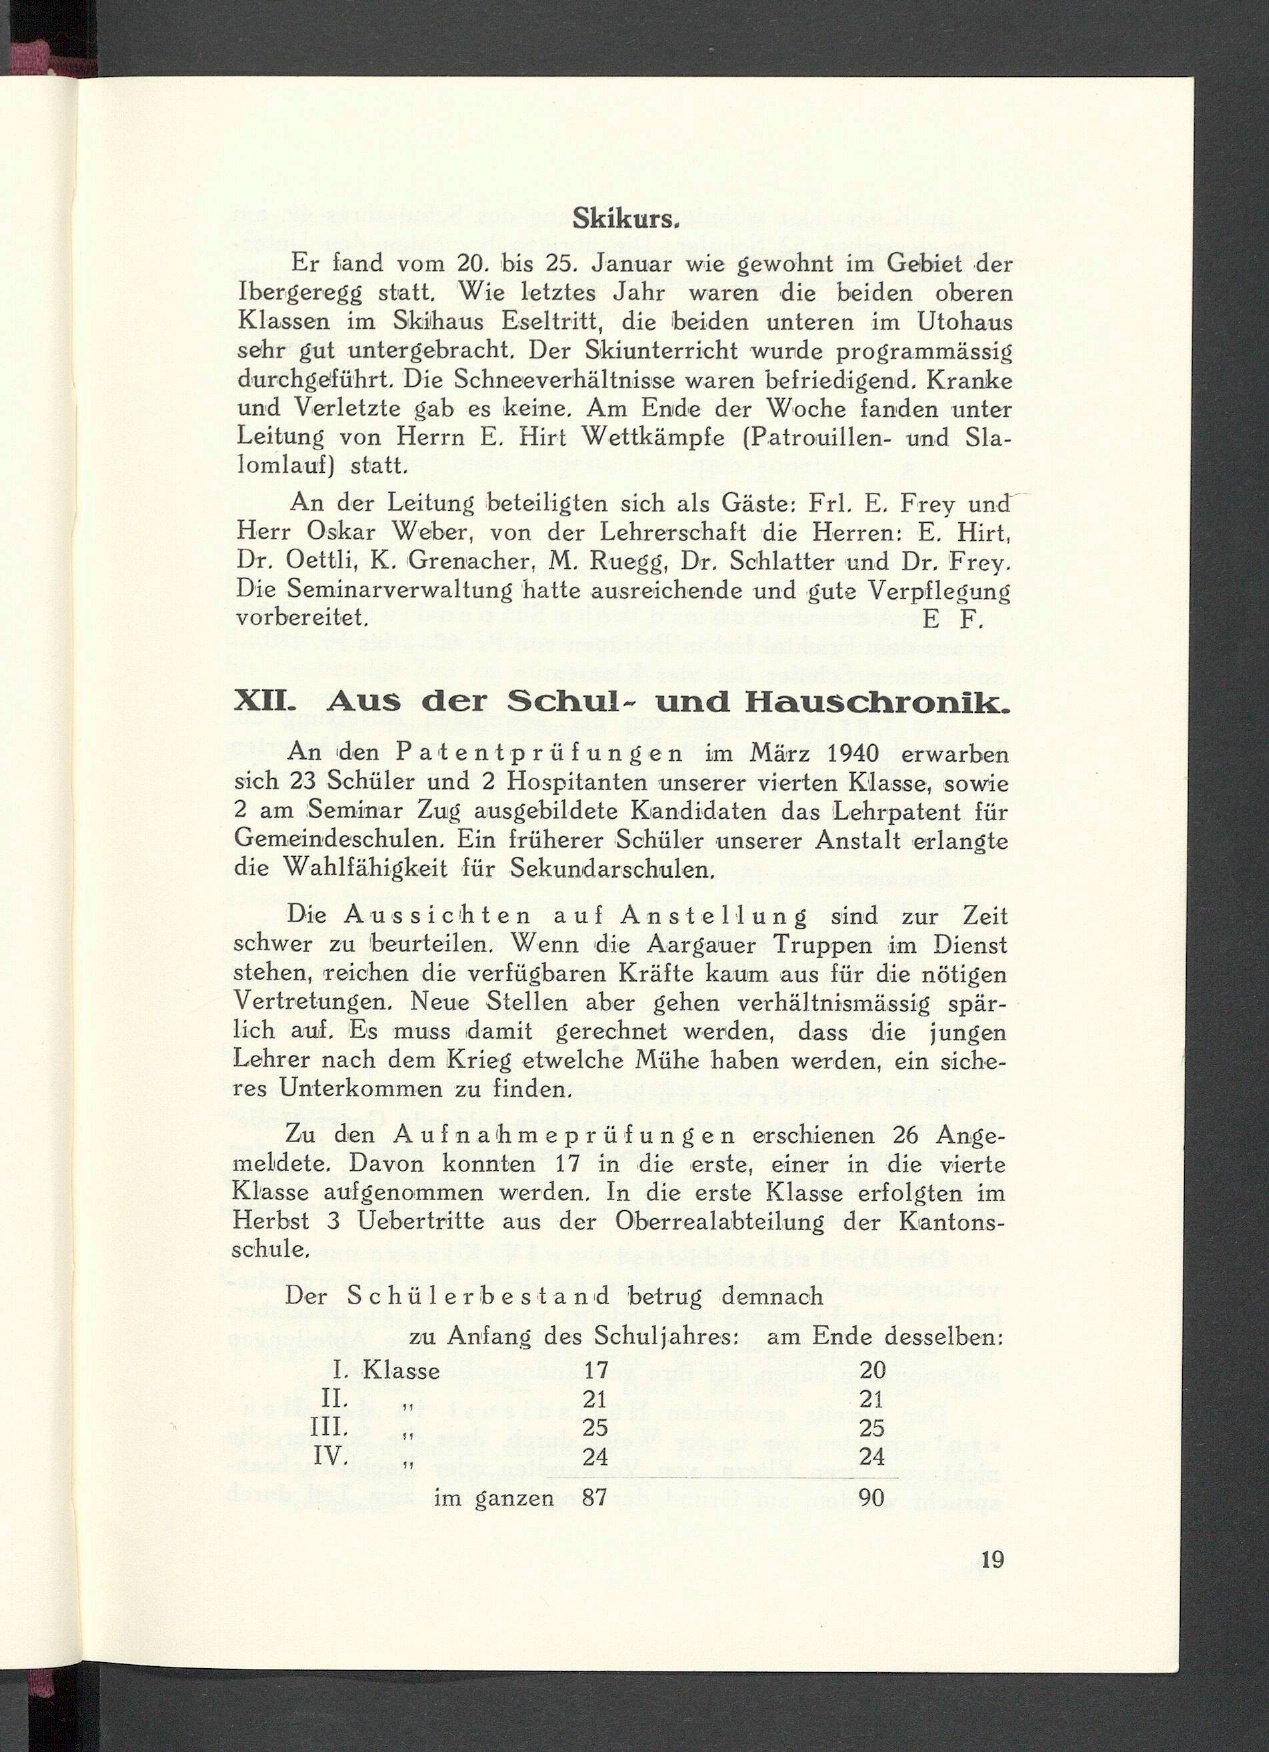 Skikurs.
Er fand vom 20. bis 25. Januar wie gewohnt im Gebiet der
Ibergeregg statt. Wie letztes Jahr waren die beiden oberen
Klassen im Skihaus Eseltritt, die beiden unteren im Utohaus
sehr gut untergebracht. Der Skiunterricht wurde programmässig
durchgeführt. Die Schneeverhältnisse waren befriedigend. Kranke
und Verletzte gab es keine. Am Ende der Woche fanden unter
Leitung von Herrn E. Hirt Wettkämpfe (Patrouillen- und Sla-
lomlauf) statt.
An der Leitung beteiligten sich als Gäste: Frl. E. Frey und
Herr Oskar Weber, von der Lehrerschaft die Herren: E. Hirt,
Dr. Oettli, K. Grenacher, M. Ruegg, Dr. Schlatter und Dr. Frey.
Die Seminarverwaltung hatte ausreichende und gute Verpflegung
vorbereitet. E F.
XII. Aus der Schul- und Hauschronik.
An den Patentprüfungen im März 1940 erwarben
sich 23 Schüler und 2 Hospitanten unserer vierten Klasse, sowie
2 am Seminar Zug ausgebildete Kandidaten das Lehrpatent für
Gemeindeschulen. Ein früherer Schüler unserer Anstalt erlangte
die Wahlfähigkeit für Sekundarschulen.
Die Aussichten auf Anstellung sind zur Zeit
schwer zu beurteilen. Wenn die Aargauer Truppen im Dienst
stehen, reichen die verfügbaren Kräfte kaum aus für die nötigen
Vertretungen. Neue Stellen aber gehen verhältnismässig spär-
lich auf. Es muss damit gerechnet werden, dass die jungen
Lehrer nach dem Krieg etwelche Mühe haben werden, ein siche-
res Unterkommen zu finden.
Zu den Aufnahmeprüfungen erschienen 26 Ange-
meldete. Davon konnten 17 in die erste, einer in die vierte
Klasse aufgenommen werden. In die erste Klasse erfolgten im
Herbst 3 Uebertritte aus der Oberrealabteilung der Kantons-
schule.
Der Schülerbestand betrug demnach
zu Anfang des Schuljahres: am Ende desselben:
I. Klasse 17 20
II. „ 21 21
III. „ 25 25
IV. „ 24 24
im ganzen 87 90
19